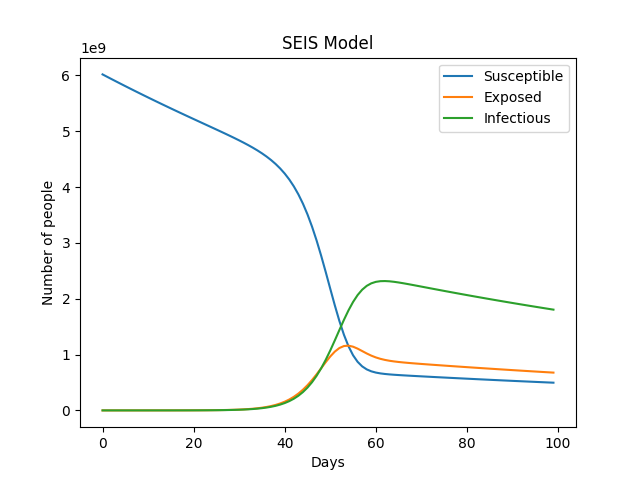 SEIS Model
1e9
Susceptible
Exposed
Infectious
6
5
4
3
2
1
0
Number of people
0 20 40 60 80 100
Days